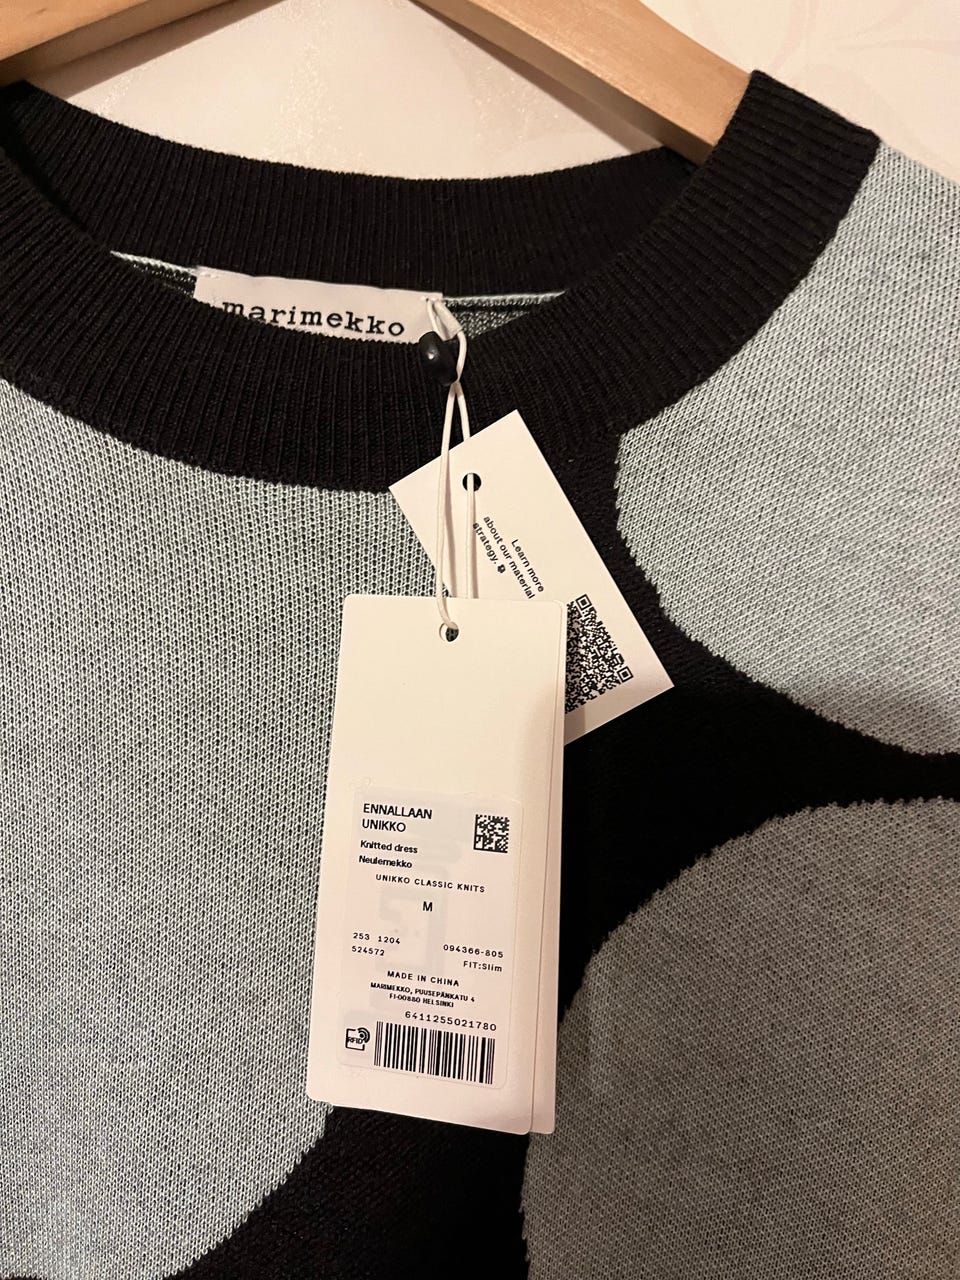 marimekko
Learn more
about our material
strategy.
ENNALLAAN
UNIKKO
Knitted dress
Neulemekko
UNIKKO CLASSIC KNITS
M
253 1204 094366-805
524572 FIT:Slim
MADE IN CHINA
MARIMEKKO, PUUSEPÄNKATU 4
FI-00880 HELSINKI
6411255021780
RFID